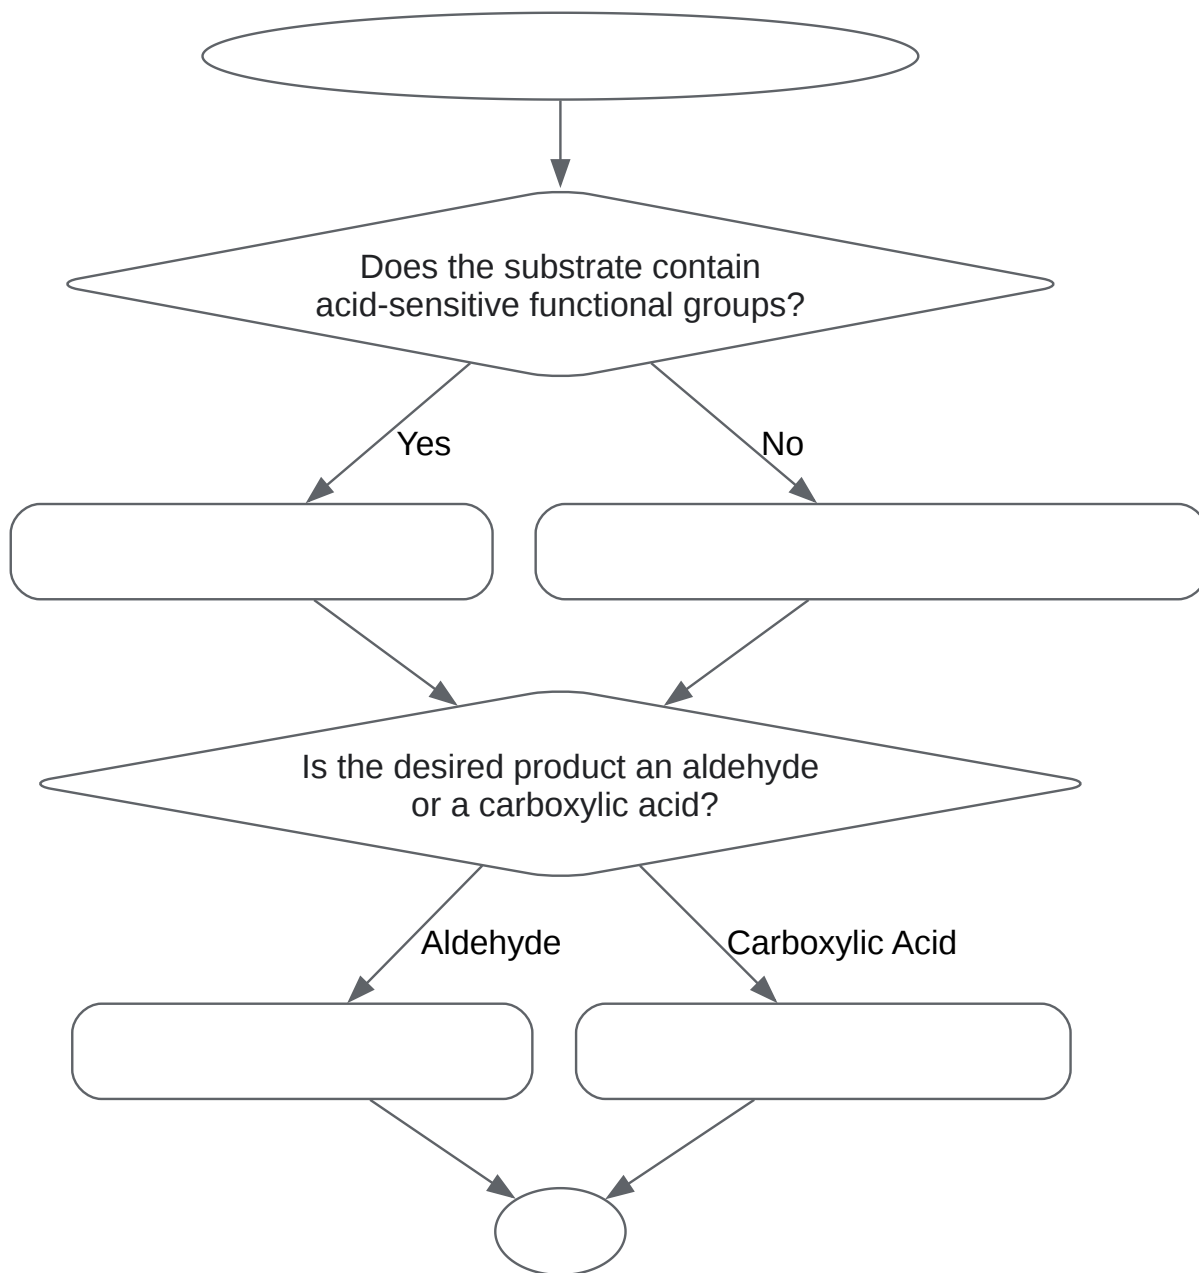 Does the substrate contain
acid-sensitive functional groups?
Yes
No
Is the desired product an aldehyde
or a carboxylic acid?
Aldehyde
Carboxylic Acid